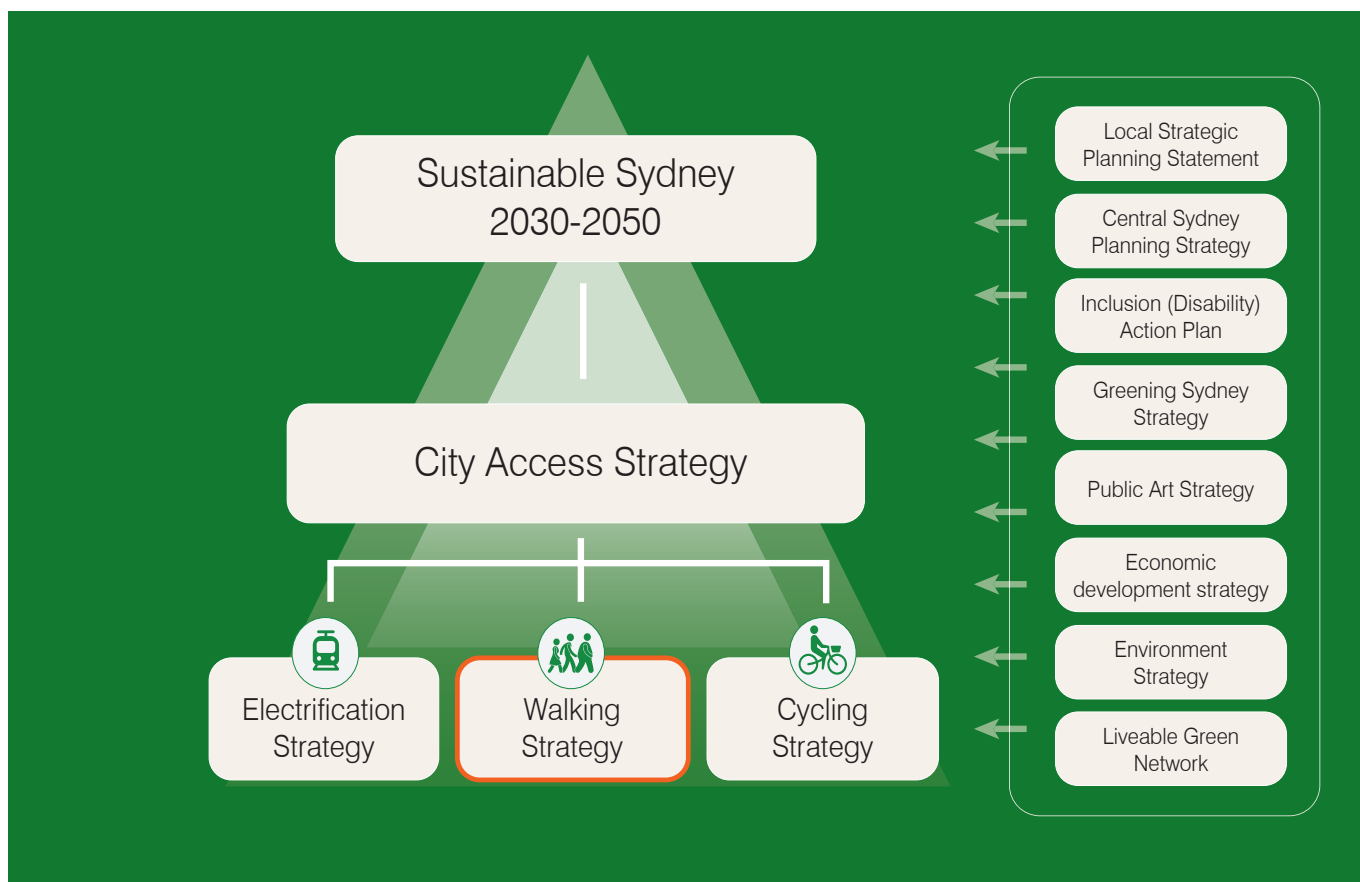 Sustainable Sydney
2030-2050
City Access Strategy
Electrification
Strategy
Walking
Strategy
Cycling
Strategy
Local Strategic
Planning Statement
Central Sydney
Planning Strategy
Inclusion (Disability)
Action Plan
Greening Sydney
Strategy
Public Art Strategy
Economic
development strategy
Environment
Strategy
Liveable Green
Network